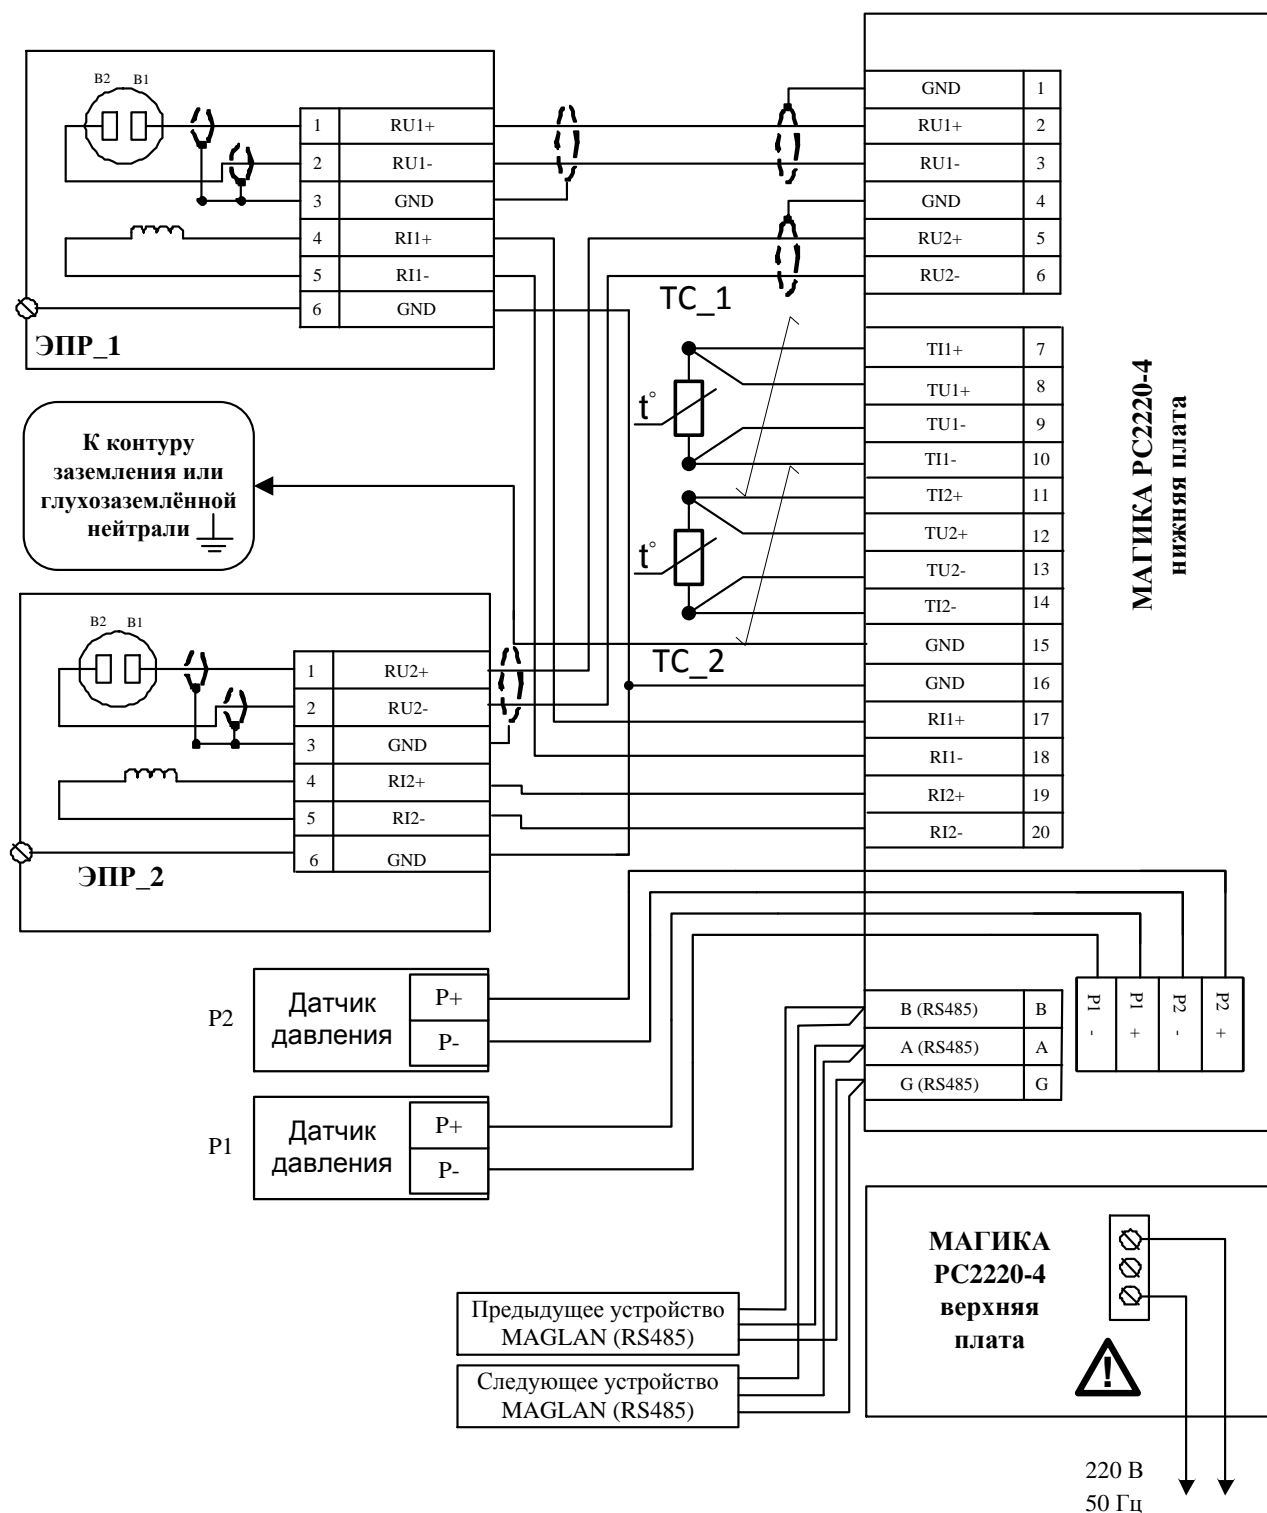 B2 B1
1 RU1+
2 RU1-
3 GND
4 RI1+
5 RI1-
6 GND
ЭПР_1
GND 1
RU1+ 2
RU1- 3
GND 4
RU2+ 5
RU2- 6
TC_1
t°
t°
TC_2
TI1+ 7
TU1+ 8
TU1- 9
TI1- 10
TI2+ 11
TU2+ 12
TU2- 13
TI2- 14
GND 15
GND 16
RI1+ 17
RI1- 18
RI2+ 19
RI2- 20
МАГИКА РС2220-4
нижняя плата
К контуру
заземления или
глухозаземлённой
нейтрали
B2 B1
1 RU2+
2 RU2-
3 GND
4 RI2+
5 RI2-
6 GND
ЭПР_2
P2
Датчик
давления
P+
P-
P1
Датчик
давления
P+
P-
B (RS485) B
A (RS485) A
G (RS485) G
P1 -
P1 +
P2 -
P2 +
Предыдущее устройство
MAGLAN (RS485)
Следующее устройство
MAGLAN (RS485)
МАГИКА
РС2220-4
верхняя
плата
!
220 В
50 Гц